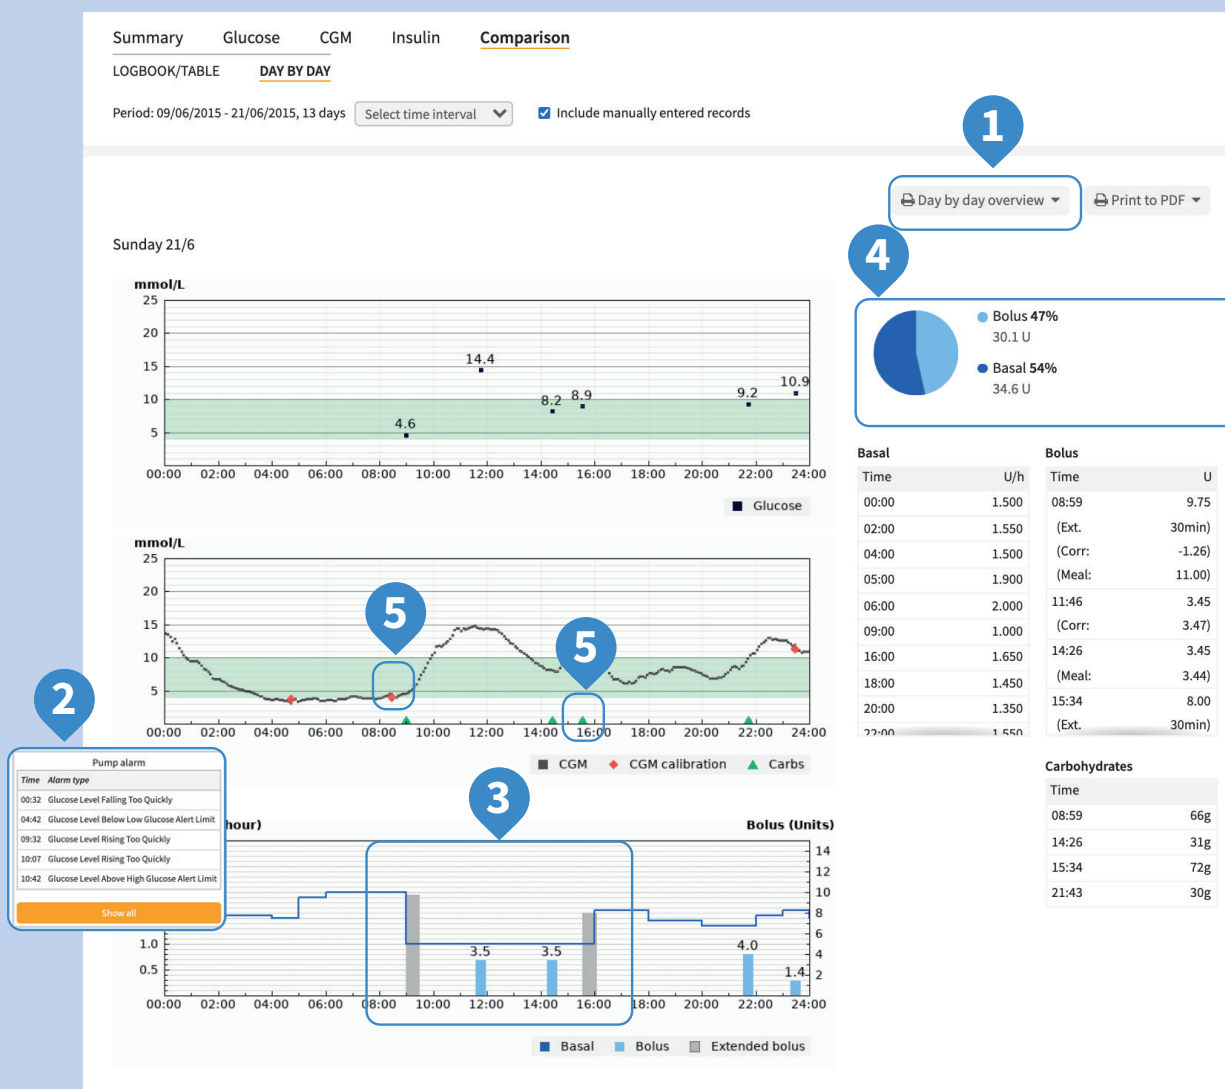 Summary Glucose CGM Insulin Comparison
LOGBOOK/TABLE DAY BY DAY
Period: 09/06/2015 - 21/06/2015, 13 days Select time interval Include manually entered records
1
Day by day overview Print to PDF
Sunday 21/6
4
mmol/L
25
20
15
10
5
14.4
4.6
8.2 8.9
9.2
10.9
00:00 02:00 04:00 06:00 08:00 10:00 12:00 14:00 16:00 18:00 20:00 22:00 24:00
Glucose
Bolus 47%
30.1 U
Basal 54%
34.6 U
mmol/L
25
20
15
10
5
5
5
00:00 02:00 04:00 06:00 08:00 10:00 12:00 14:00 16:00 18:00 20:00 22:00 24:00
CGM CGM calibration Carbs
Basal
Time U/h
00:00 1.500
02:00 1.550
04:00 1.500
05:00 1.900
06:00 2.000
09:00 1.000
16:00 1.650
18:00 1.450
20:00 1.350
22:00 1.550
Bolus
Time U
08:59 9.75
(Ext. 30min)
(Corr: -1.26)
(Meal: 11.00)
11:46 3.45
(Corr: 3.47)
14:26 3.45
(Meal: 3.44)
15:34 8.00
(Ext. 30min)
2
Pump alarm
Time Alarm type
00:32 Glucose Level Falling Too Quickly
04:42 Glucose Level Below Low Glucose Alert Limit
09:32 Glucose Level Rising Too Quickly
10:07 Glucose Level Rising Too Quickly
10:42 Glucose Level Above High Glucose Alert Limit
Show all
3
hour) Bolus (Units)
14
12
10
8
6
4
2
1.0
0.5
3.5 3.5 4.0 1.4
00:00 02:00 04:00 06:00 08:00 10:00 12:00 14:00 16:00 18:00 20:00 22:00 24:00
Basal Bolus Extended bolus
Carbohydrates
Time
08:59 66g
14:26 31g
15:34 72g
21:43 30g